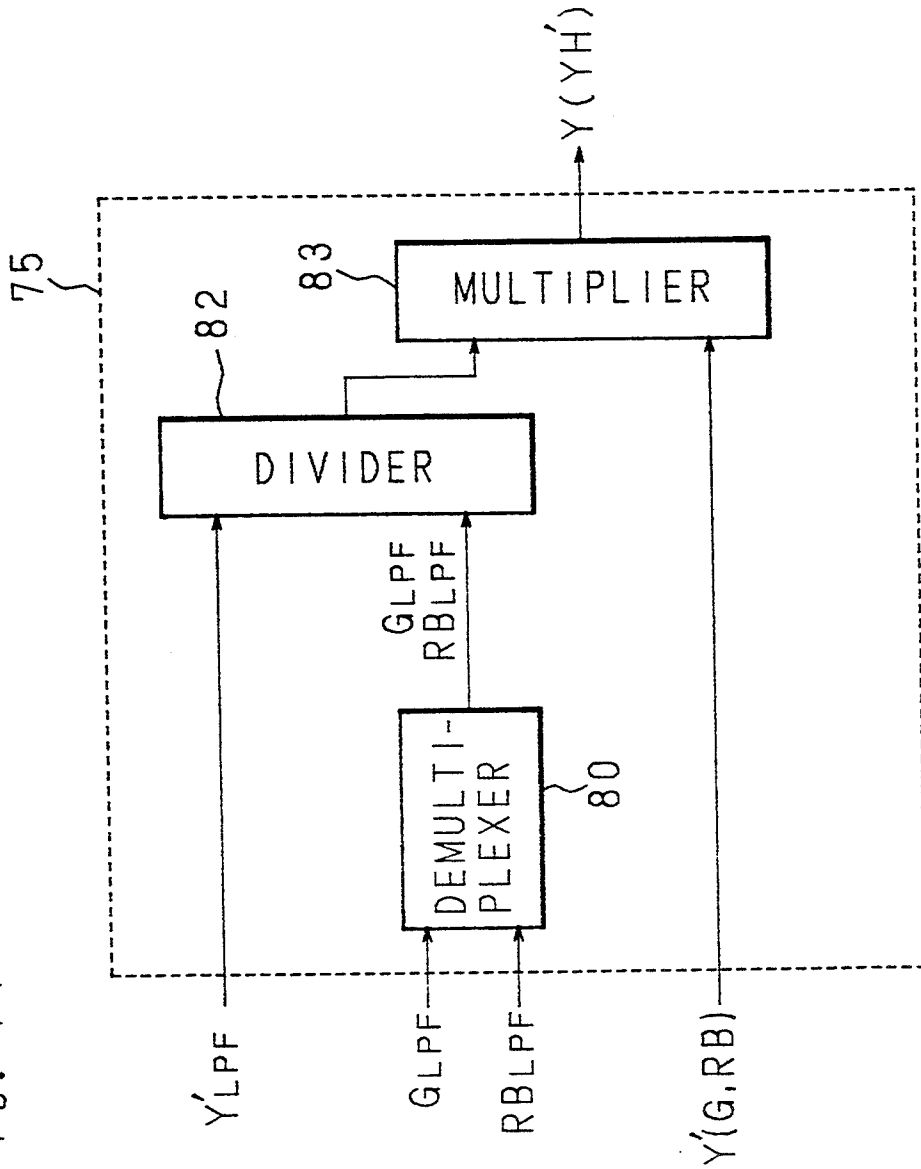 75
82
83
Y'LPF
DIVIDER
MULTIPLIER
Y(YH')
GLPF
RBLPF
GLPF
RBLPF
DEMULTI-
PLEXER
80
Y'(G,RB)